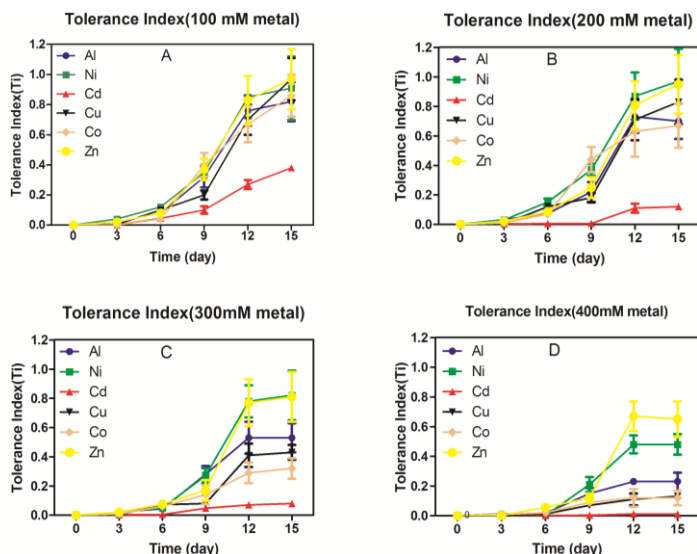 Tolerance Index(100 mM metal)
Tolerance Index(Ti)
1.2
1.0
0.8
0.6
0.4
0.2
0.0
Al
Ni
Cd
Cu
Co
Zn
A
0 3 6 9 12 15
Time (day)
Tolerance Index(200 mM metal)
Tolerance Index(Ti)
1.2
1.0
0.8
0.6
0.4
0.2
0.0
Al
Ni
Cd
Cu
Co
Zn
B
0 3 6 9 12 15
Time (day)
Tolerance Index(300mM metal)
Tolerance Index(Ti)
1.2
1.0
0.8
0.6
0.4
0.2
0.0
Al
Ni
Cd
Cu
Co
Zn
C
0 3 6 9 12 15
Time (day)
Tolerance Index(400mM metal)
Tolerance Index(Ti)
1.2
1.0
0.8
0.6
0.4
0.2
0.0
Al
Ni
Cd
Cu
Co
Zn
D
0
0 3 6 9 12 15
Time (day)